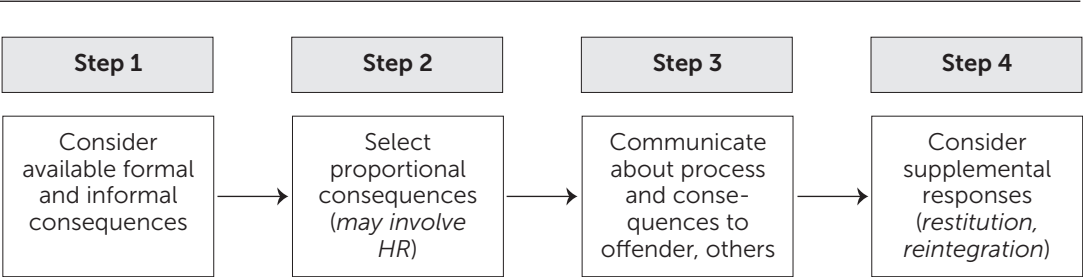 Step 1
Step 2
Step 3
Step 4
Consider
available formal
and informal
consequences
Select
proportional
consequences
(may involve
HR)
Communicate
about process
and conse-
quences to
offender, others
Consider
supplemental
responses
(restitution,
reintegration)